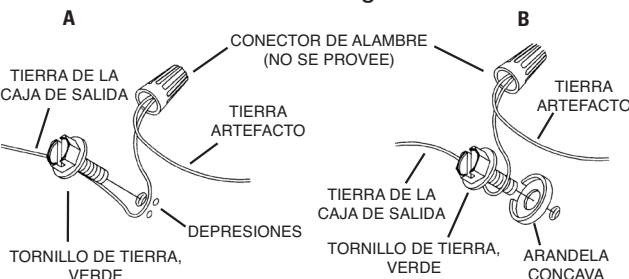 A
B
CONECTOR DE ALAMBRE
(NO SE PROVEE)
TIERRA DE LA
CAJA DE SALIDA
TIERRA
ARTEFACTO
DEPRESIONES
TORNILLO DE TIERRA,
VERDE
TIERRA
ARTEFACTO
TIERRA DE LA
CAJA DE SALIDA
TORNILLO DE TIERRA,
VERDE
ARANDELA
CONCAVA